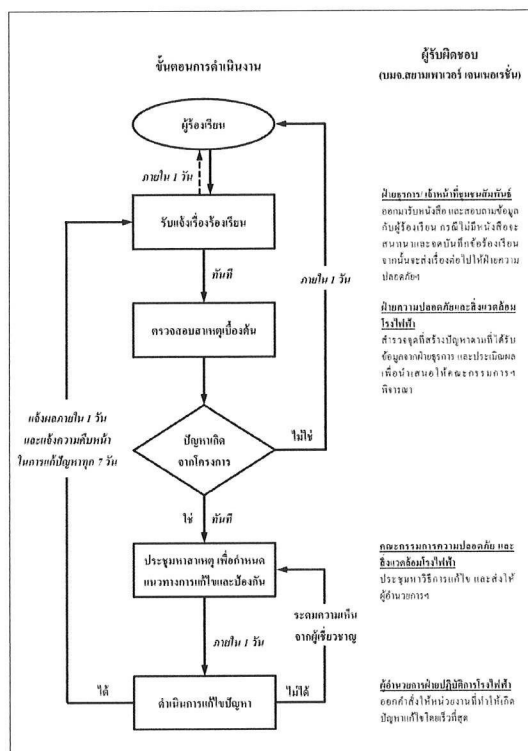 ขั้นตอนการดำเนินงาน
ผู้รับผิดชอบ
(บมจ.สยามเพาเวอร์ เจนเนอเรชั่น)
ผู้ร้องเรียน
ภายใน 1 วัน
รับแจ้งเรื่องร้องเรียน
ฝ่ายธุรการ/เจ้าหน้าที่ชุมชนสัมพันธ์
ออกมารับหนังสือ และสอบถามข้อมูล
กับผู้ร้องเรียน กรณีไม่มีหนังสือจะ
สนทนาและจดบันทึกข้อร้องเรียน
จากนั้นจะส่งเรื่องต่อไปให้ฝ่ายความ
ปลอดภัยฯ
ทันที
ภายใน 1 วัน
ตรวจสอบสาเหตุเบื้องต้น
ฝ่ายความปลอดภัยและสิ่งแวดล้อม
โรงไฟฟ้า
สำรวจจุดที่สร้างปัญหาตามที่ได้รับ
ข้อมูลจากฝ่ายธุรการ และประเมินผล
เพื่อนำเสนอให้คณะกรรมการฯ
พิจารณา
แจ้งผลภายใน 1 วัน
และแจ้งความคืบหน้า
ในการแก้ปัญหาทุก 7 วัน
ปัญหาเกิด
จากโครงการ
ไม่ใช่
ใช่
ทันที
ประชุมหาสาเหตุ เพื่อกำหนด
แนวทางการแก้ไขและป้องกัน
คณะกรรมการความปลอดภัย และ
สิ่งแวดล้อมโรงไฟฟ้า
ประชุมหาวิธีการแก้ไข และส่งให้
ผู้อำนวยการฯ
ระดมความเห็น
จากผู้เชี่ยวชาญ
ภายใน 1 วัน
ได้
ดำเนินการแก้ไขปัญหา
ไม่ได้
ผู้อำนวยการฝ่ายปฏิบัติการโรงไฟฟ้า
ออกคำสั่งให้หน่วยงานที่ทำให้เกิด
ปัญหาแก้ไขโดยเร็วที่สุด